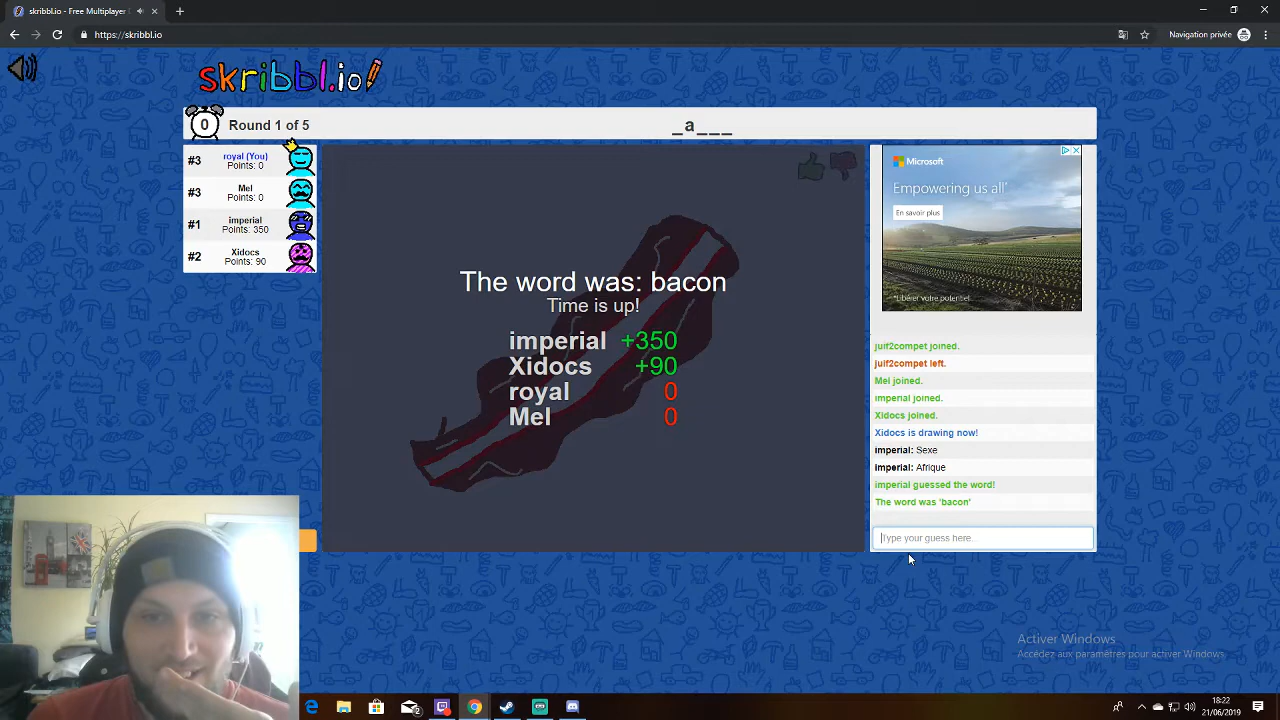 skribbl.io - Free Multiplayer
https://skribbl.io
Navigation privée
skribbl.io
0
Round 1 of 5
_a___
#3
royal (You)
Points: 0
#3
Mel
Points: 0
#1
imperial
Points: 350
#2
Xidocs
Points: 90
The word was: bacon
Time is up!
imperial +350
Xidocs +90
royal 0
Mel 0
Microsoft
Empowering us all*
En savoir plus
*Libérer votre potentiel
juif2compet joined.
juif2compet left.
Mel joined.
imperial joined.
Xidocs joined.
Xidocs is drawing now!
imperial: Sexe
imperial: Afrique
imperial guessed the word!
The word was 'bacon'
Type your guess here...
Activer Windows
Accédez aux paramètres pour activer Windows.
18:22
21/06/2019